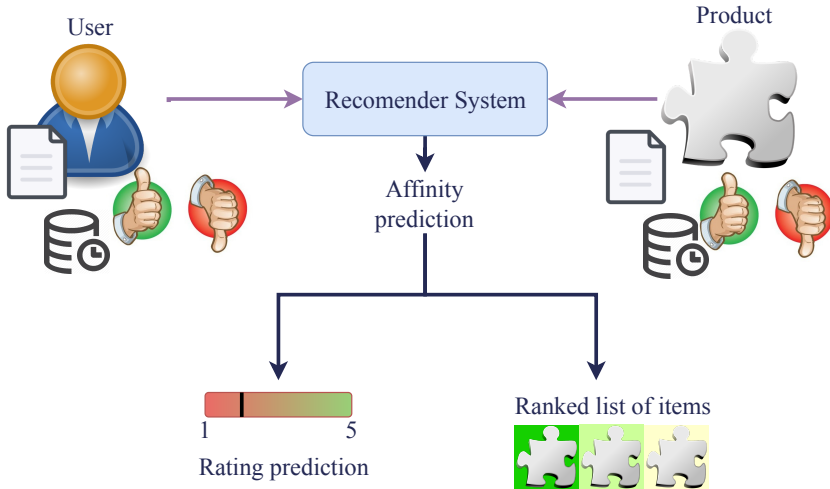 User
Product
Recomender System
Affinity
prediction
1
5
Rating prediction
Ranked list of items